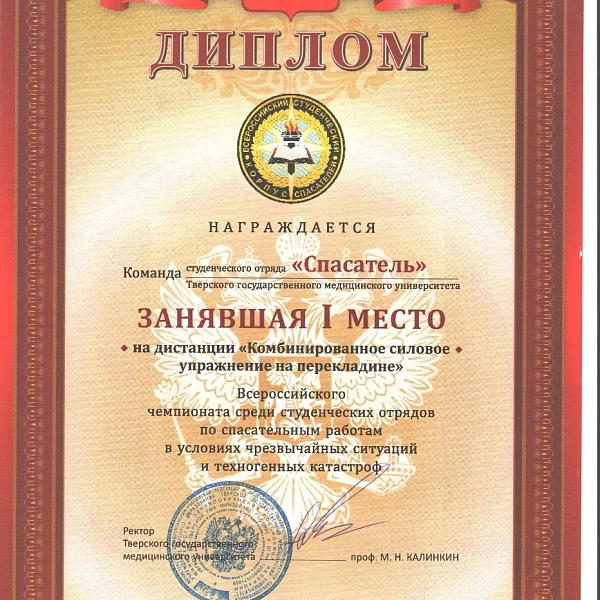 ДИПЛОМ
ВСЕРОССИЙСКИЙ СТУДЕНЧЕСКИЙ
КОРПУС СПАСАТЕЛЕЙ
НАГРАЖДАЕТСЯ
Команда студенческого отряда «Спасатель»
Тверского государственного медицинского университета
ЗАНЯВШАЯ I МЕСТО
на дистанции «Комбинированное силовое
упражнение на перекладине»
Всероссийского
чемпионата среди студенческих отрядов
по спасательным работам
в условиях чрезвычайных ситуаций
и техногенных катастроф
Ректор
Тверского государственного
медицинского университета проф. М. Н. КАЛИНКИН